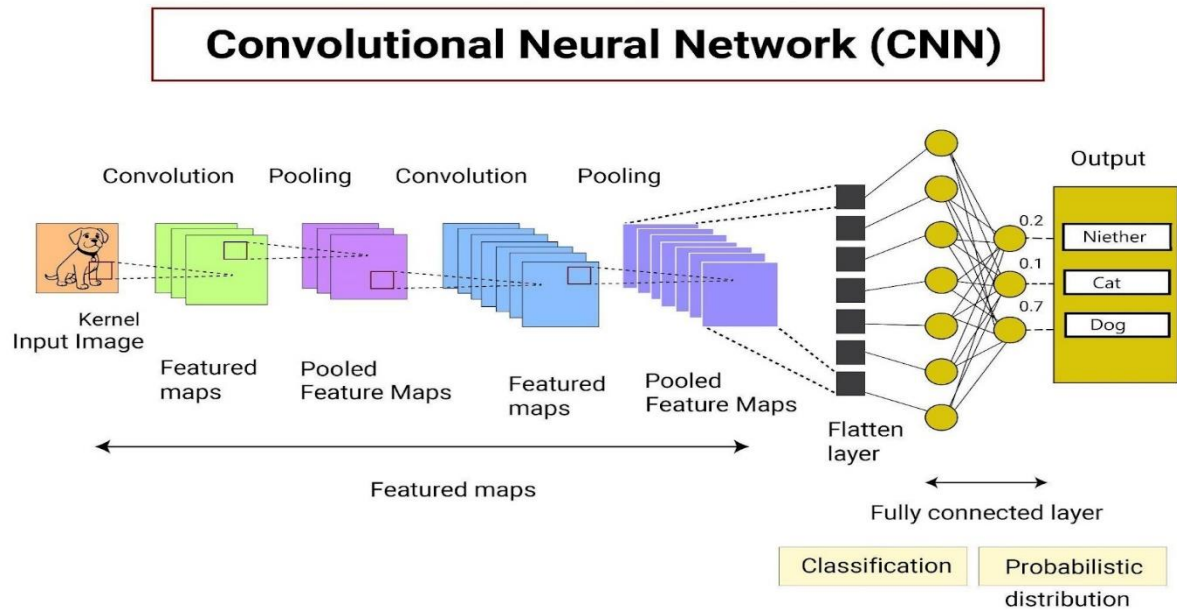 Convolutional Neural Network (CNN)
Convolution
Pooling
Convolution
Pooling
Output
Kernel
Input Image
Featured
maps
Pooled
Feature Maps
Featured
maps
Pooled
Feature Maps
Flatten
layer
0.2
0.1
0.7
Niether
Cat
Dog
Featured maps
Fully connected layer
Classification
Probabilistic
distribution